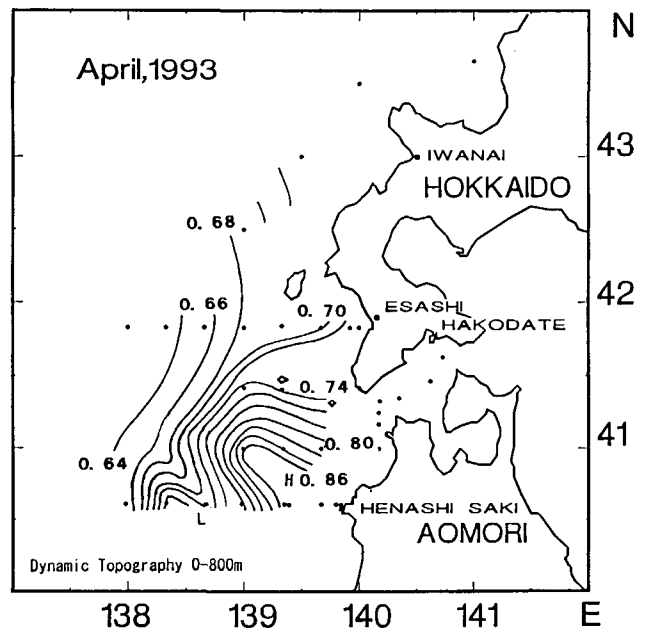 N
April,1993
43
IWANAI
HOKKAIDO
0.68
42
0.66
0.70
ESASHI
HAKODATE
0.74
41
0.80
0.64
H 0.86
HENASHI SAKI
L
AOMORI
Dynamic Topography 0-800m
138 139 140 141 E